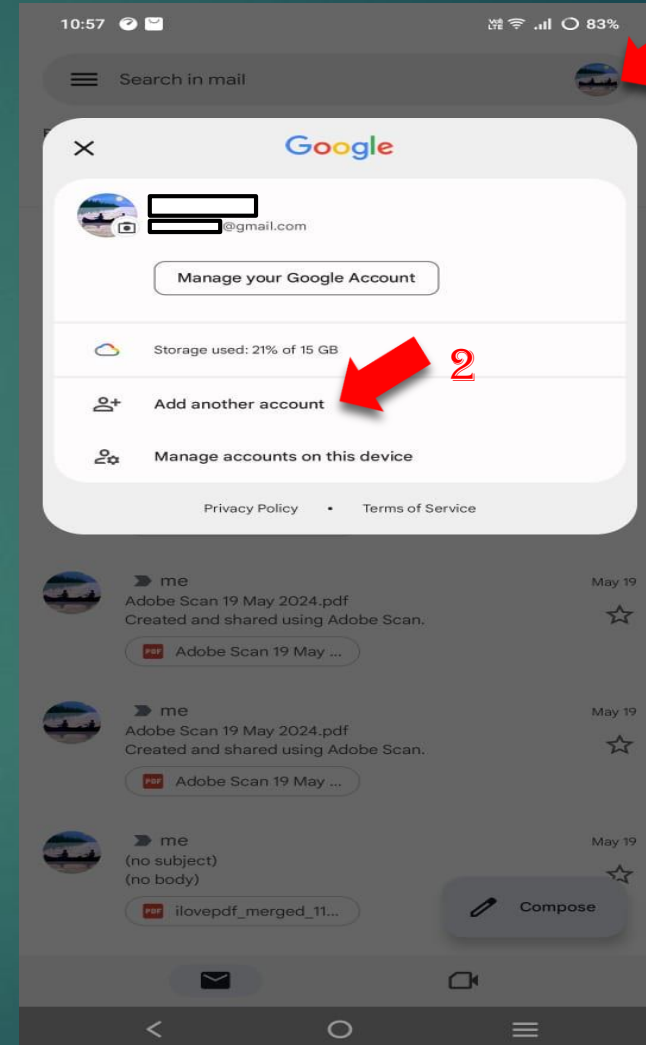 10:57 83%
Search in mail
Google
@gmail.com
Manage your Google Account
Storage used: 21% of 15 GB
2
Add another account
Manage accounts on this device
Privacy Policy • Terms of Service
me May 19
Adobe Scan 19 May 2024.pdf
Created and shared using Adobe Scan.
PDF Adobe Scan 19 May ...
me May 19
Adobe Scan 19 May 2024.pdf
Created and shared using Adobe Scan.
PDF Adobe Scan 19 May ...
me May 19
(no subject)
(no body)
PDF ilovepdf_merged_11...
Compose